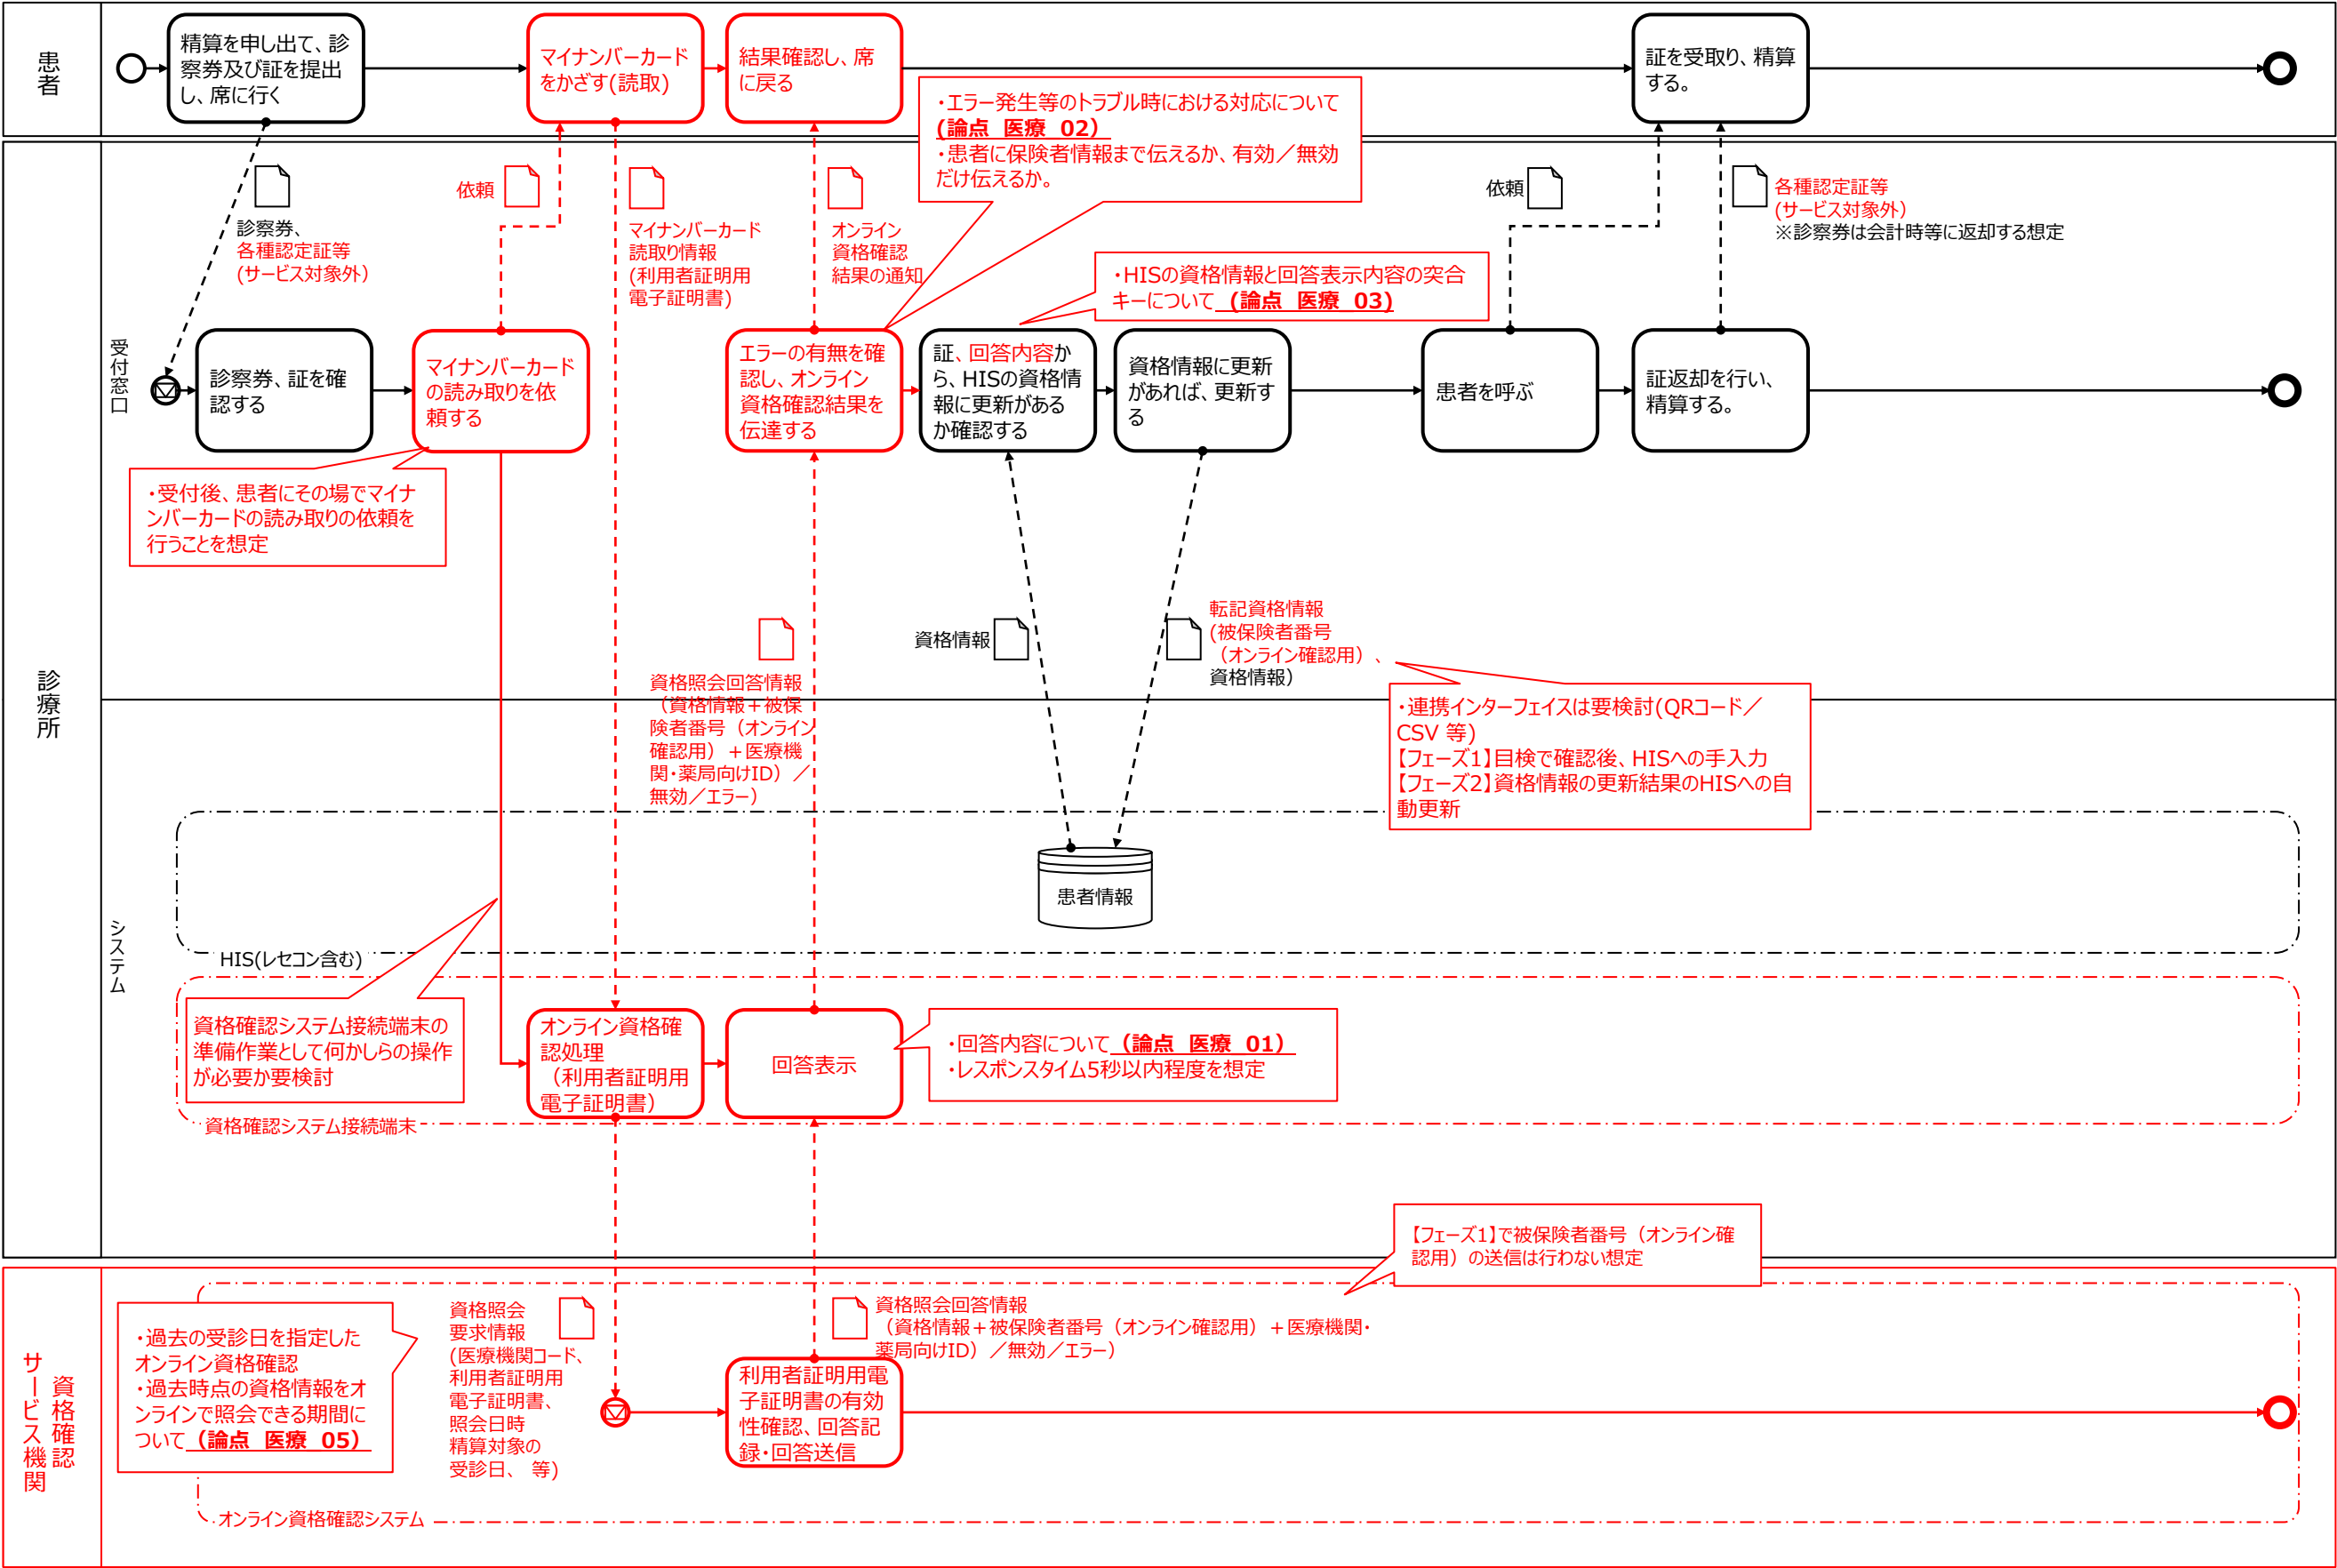 患者
精算を申し出て、診
察券及び証を提出
し、席に行く
マイナンバーカード
をかざす(読取)
結果確認し、席
に戻る
証を受取り、精算
する。
・エラー発生等のトラブル時における対応について
(論点 医療 02）
・患者に保険者情報まで伝えるか、有効／無効
だけ伝えるか。
診療所
受付窓口
診察券、
各種認定証等
(サービス対象外）
依頼
マイナンバーカード
読取り情報
(利用者証明用
電子証明書)
オンライン
資格確認
結果の通知
依頼
各種認定証等
(サービス対象外）
※診察券は会計時等に返却する想定
・HISの資格情報と回答表示内容の突合
キーについて (論点 医療 03)
診察券、証を確
認する
マイナンバーカード
の読み取りを依
頼する
エラーの有無を確
認し、オンライン
資格確認結果を
伝達する
証、回答内容か
ら、HISの資格情
報に更新がある
か確認する
資格情報に更新
があれば、更新す
る
患者を呼ぶ
証返却を行い、
精算する。
・受付後、患者にその場でマイナ
ンバーカードの読み取りの依頼を
行うことを想定
資格照会回答情報
（資格情報＋被保
険者番号（オンライン
確認用）＋医療機
関・薬局向けID）／
無効／エラー）
資格情報
転記資格情報
(被保険者番号
（オンライン確認用）、
資格情報）
・連携インターフェイスは要検討(QRコード／
CSV 等)
【フェーズ1】目検で確認後、HISへの手入力
【フェーズ2】資格情報の更新結果のHISへの自
動更新
システム
患者情報
HIS(レセコン含む)
資格確認システム接続端末の
準備作業として何かしらの操作
が必要か要検討
オンライン資格確
認処理
（利用者証明用
電子証明書）
回答表示
・回答内容について（論点 医療 01）
・レスポンスタイム5秒以内程度を想定
資格確認システム接続端末
【フェーズ1】で被保険者番号（オンライン確
認用）の送信は行わない想定
資格確認
サービス機関
・過去の受診日を指定した
オンライン資格確認
・過去時点の資格情報をオ
ンラインで照会できる期間に
ついて（論点 医療 05）
資格照会
要求情報
(医療機関コード、
利用者証明用
電子証明書、
照会日時
精算対象の
受診日、 等)
資格照会回答情報
（資格情報＋被保険者番号（オンライン確認用）＋医療機関・
薬局向けID）／無効／エラー）
利用者証明用電
子証明書の有効
性確認、回答記
録・回答送信
オンライン資格確認システム